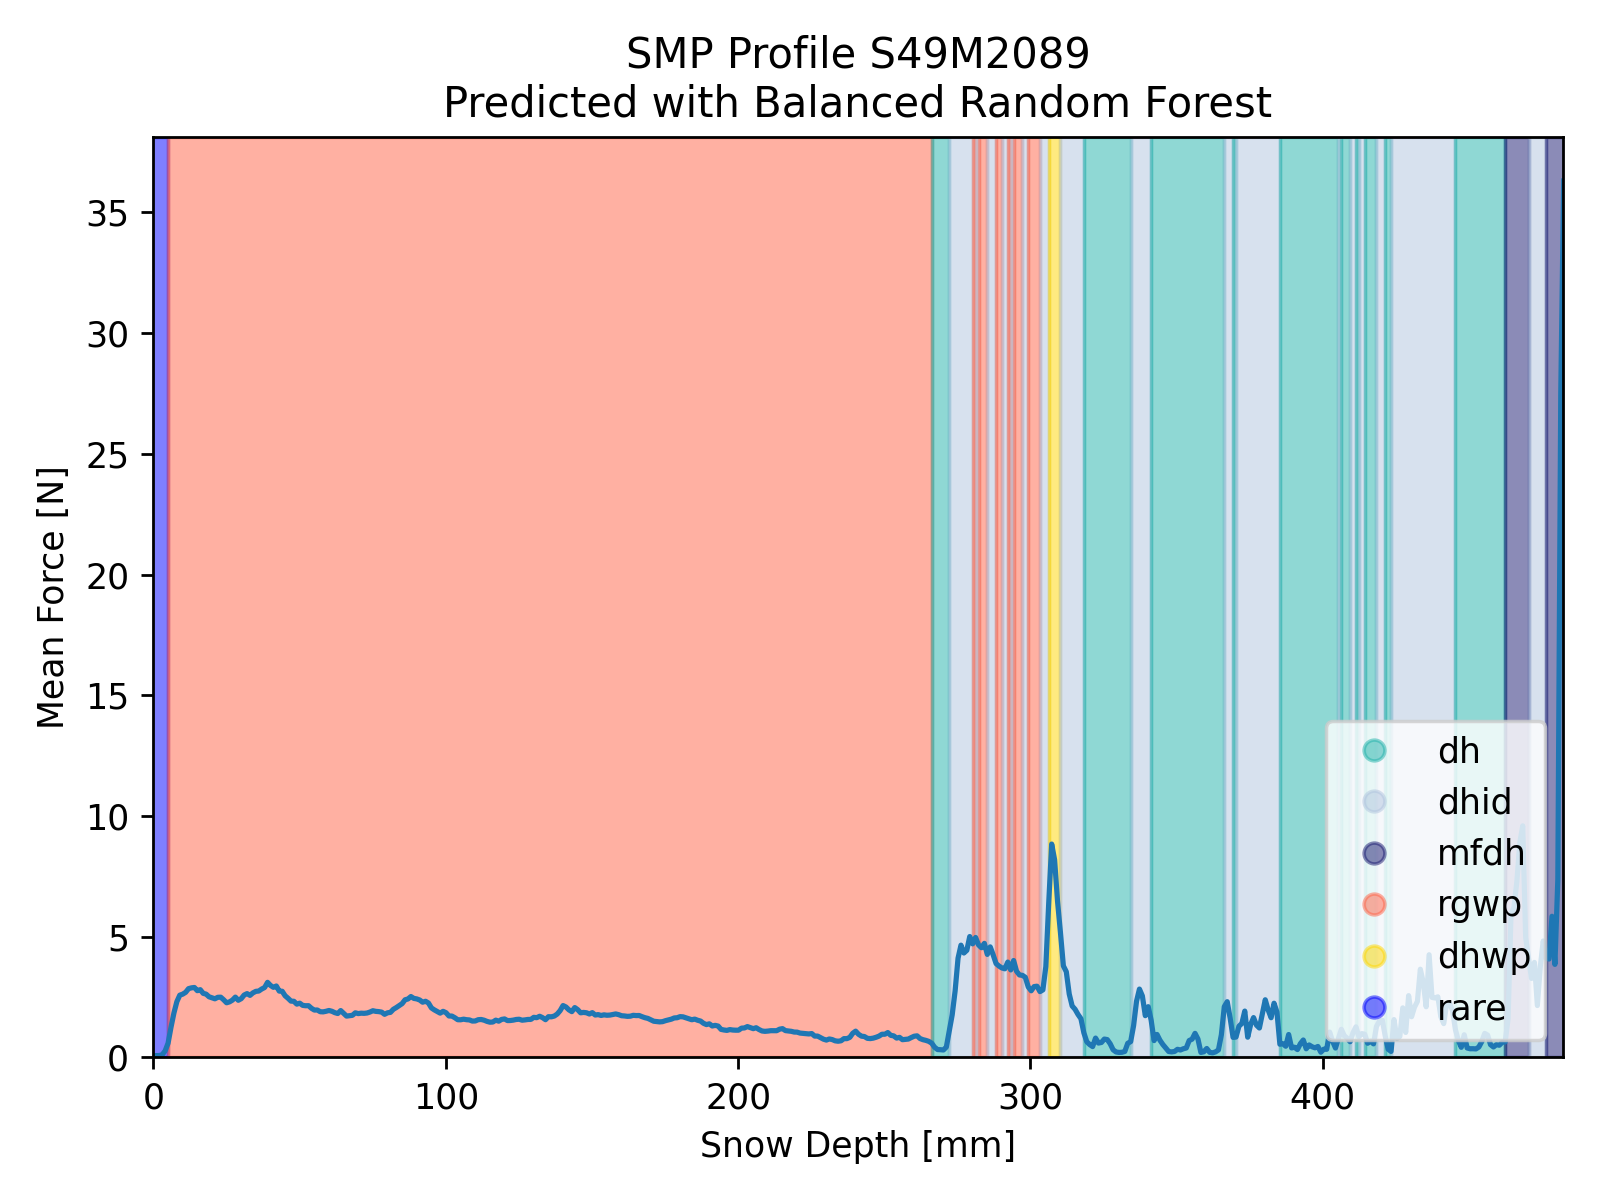 SMP Profile S49M2089
Predicted with Balanced Random Forest
Mean Force [N]
35
30
25
20
15
10
5
0
0
100
200
300
400
Snow Depth [mm]
dh
dhid
mfdh
rgwp
dhwp
rare